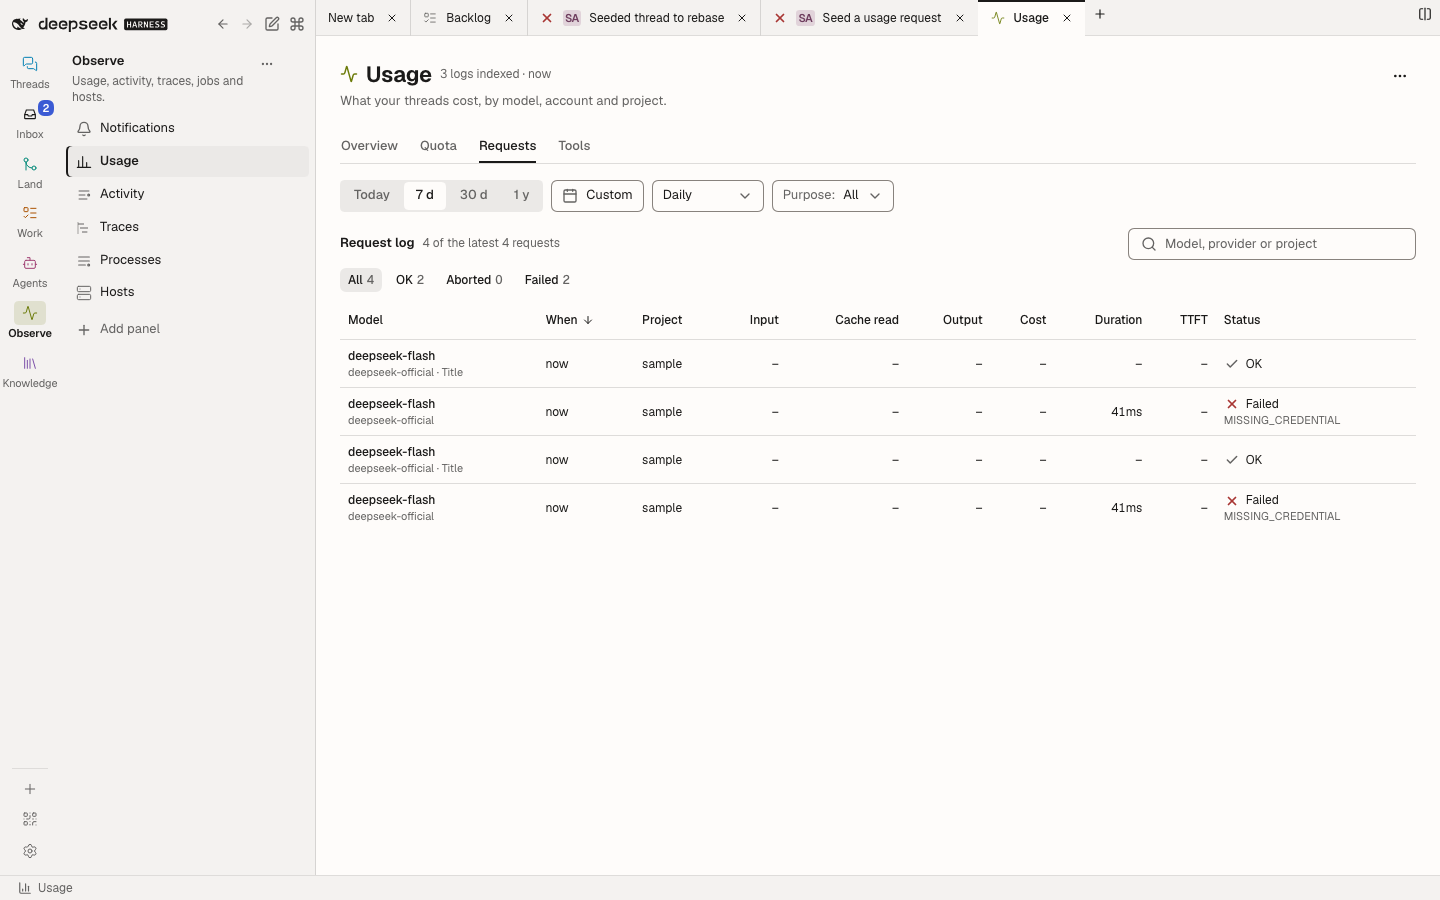 deepseek HARNESS
New tab
Backlog
SA Seeded thread to rebase
SA Seed a usage request
Usage
Threads
2
Inbox
Land
Work
Agents
Observe
Knowledge
Observe
Usage, activity, traces, jobs and
hosts.
Notifications
Usage
Activity
Traces
Processes
Hosts
Add panel
Usage 3 logs indexed · now
What your threads cost, by model, account and project.
Overview Quota Requests Tools
Today 7 d 30 d 1 y Custom Daily Purpose: All
Request log 4 of the latest 4 requests
Model, provider or project
All 4 OK 2 Aborted 0 Failed 2
Model When Project Input Cache read Output Cost Duration TTFT Status
deepseek-flash
deepseek-official · Title
now sample – – – – – – OK
deepseek-flash
deepseek-official
now sample – – – – 41ms – Failed
MISSING_CREDENTIAL
deepseek-flash
deepseek-official · Title
now sample – – – – – – OK
deepseek-flash
deepseek-official
now sample – – – – 41ms – Failed
MISSING_CREDENTIAL
Usage